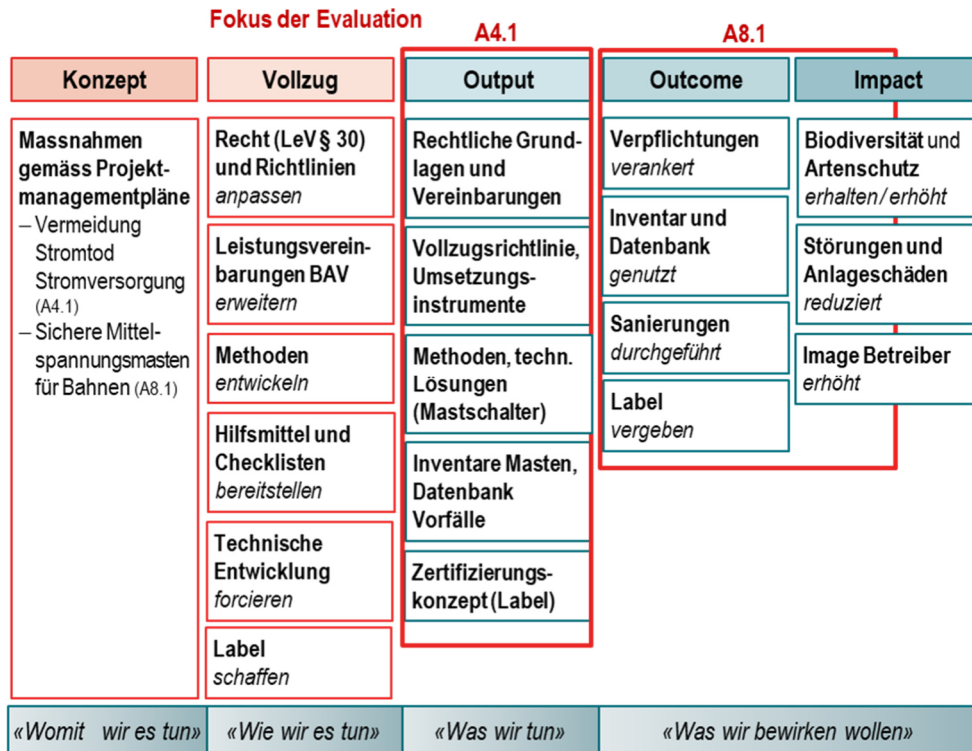 Fokus der Evaluation
A4.1
A8.1
Konzept
Vollzug
Output
Outcome
Impact
Massnahmen
gemäss Projekt-
managementpläne
– Vermeidung
Stromtod
Stromversorgung
(A4.1)
– Sichere Mittel-
spannungsmasten
für Bahnen (A8.1)
Recht (LeV § 30)
und Richtlinien
anpassen
Leistungsverein-
barungen BAV
erweitern
Methoden
entwickeln
Hilfsmittel und
Checklisten
bereitstellen
Technische
Entwicklung
forcieren
Label
schaffen
Rechtliche Grund-
lagen und
Vereinbarungen
Vollzugsrichtlinie,
Umsetzungs-
instrumente
Methoden, techn.
Lösungen
(Mastschalter)
Inventare Masten,
Datenbank
Vorfälle
Zertifizierungs-
konzept (Label)
Verpflichtungen
verankert
Inventar und
Datenbank
genutzt
Sanierungen
durchgeführt
Label
vergeben
Biodiversität und
Artenschutz
erhalten / erhöht
Störungen und
Anlageschäden
reduziert
Image Betreiber
erhöht
«Womit wir es tun»
«Wie wir es tun»
«Was wir tun»
«Was wir bewirken wollen»